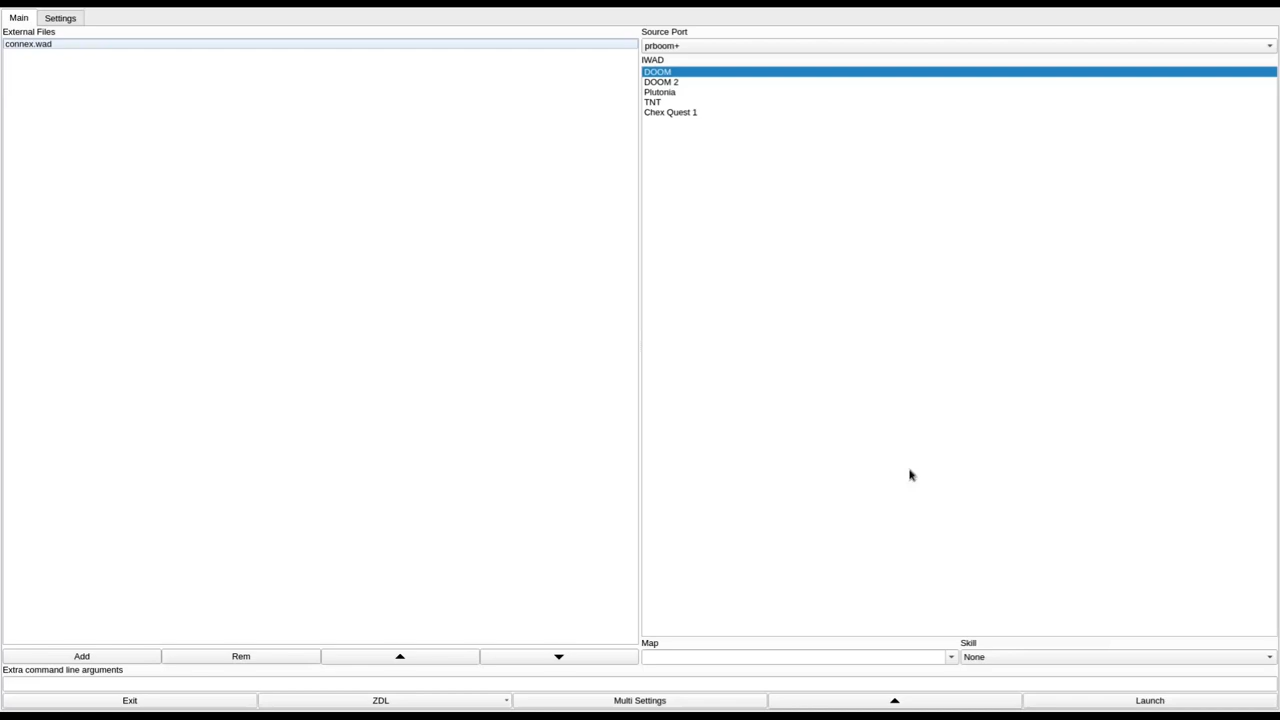 Main
Settings
External Files
connex.wad
Source Port
prboom+
IWAD
DOOM
DOOM 2
Plutonia
TNT
Chex Quest 1
Map
Skill
None
Add
Rem
Extra command line arguments
Exit
ZDL
Multi Settings
Launch